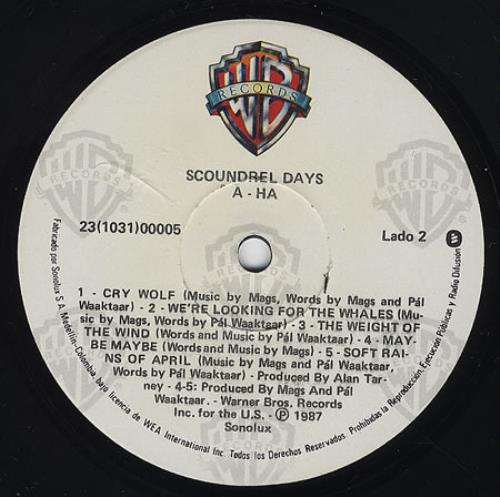 WB
RECORDS
SCOUNDREL DAYS
A - HA
23(1031)00005
Lado 2
1 - CRY WOLF (Music by Mags, Words by Mags and Pål
Waaktaar) - 2 - WE'RE LOOKING FOR THE WHALES (Mu-
sic by Mags, Words by Pål Waaktaar) - 3 - THE WEIGHT OF
THE WIND (Words and Music by Pål Waaktaar) - 4 - MAY-
BE MAYBE (Words and Music by Mags) - 5 - SOFT RAI-
NS OF APRIL (Music by Mags and Pål Waaktaar,
Words by Pål Waaktaar) - Produced By Alan Tar-
ney - 4-5: Produced By Mags And Pål
Waaktaar. - Warner Bros. Records
Inc. for the U.S. - Ⓟ 1987
Sonolux
Fabricado por Sonolux S A Medellín-Colombia, bajo licencia de WEA International Inc. Todos los Derechos Reservados. Prohibidas la Reproducción, Ejecución Públicas y Radio Difusión